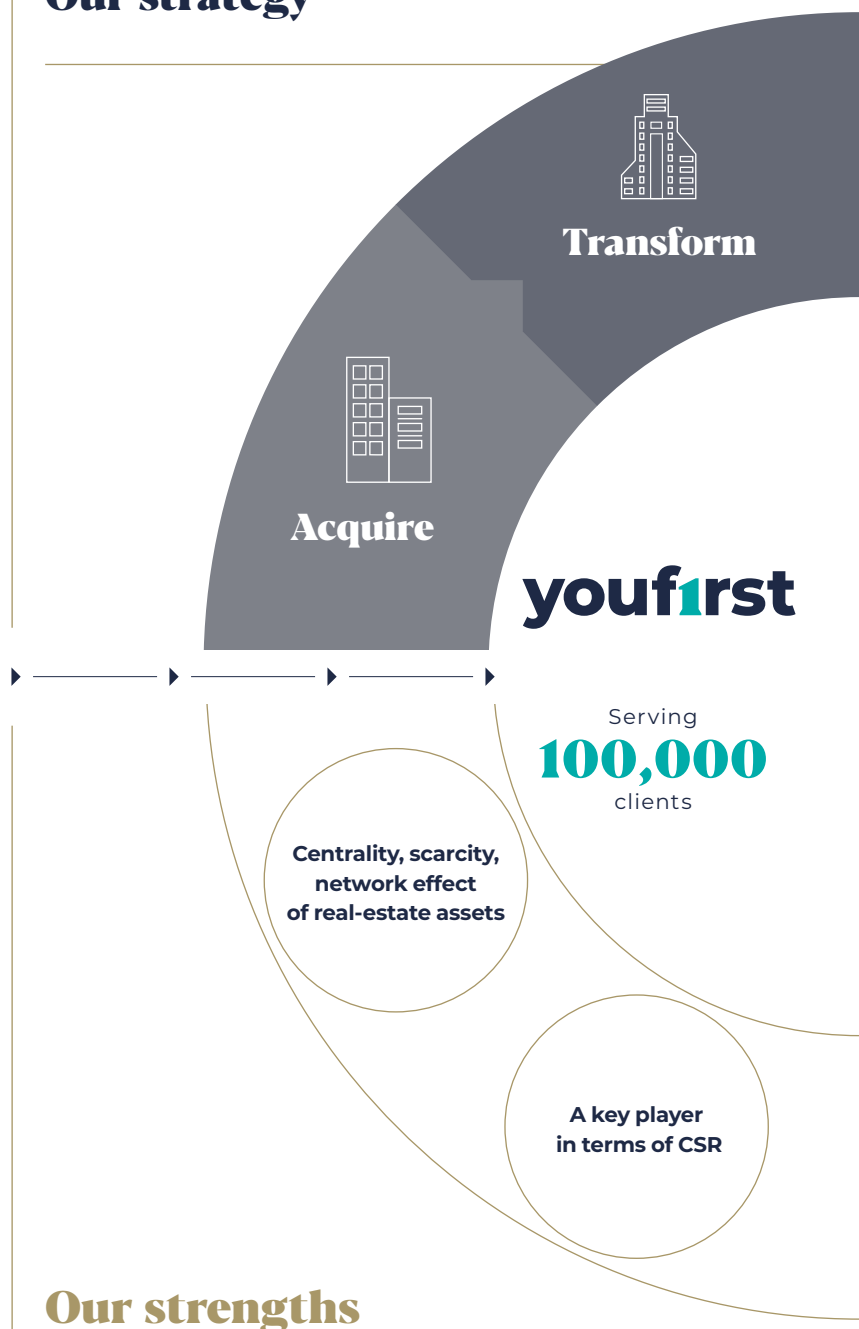 Our strategy
Transform
Acquire
youf1rst
Serving
100,000
clients
Centrality, scarcity,
network effect
of real-estate assets
A key player
in terms of CSR
Our strengths